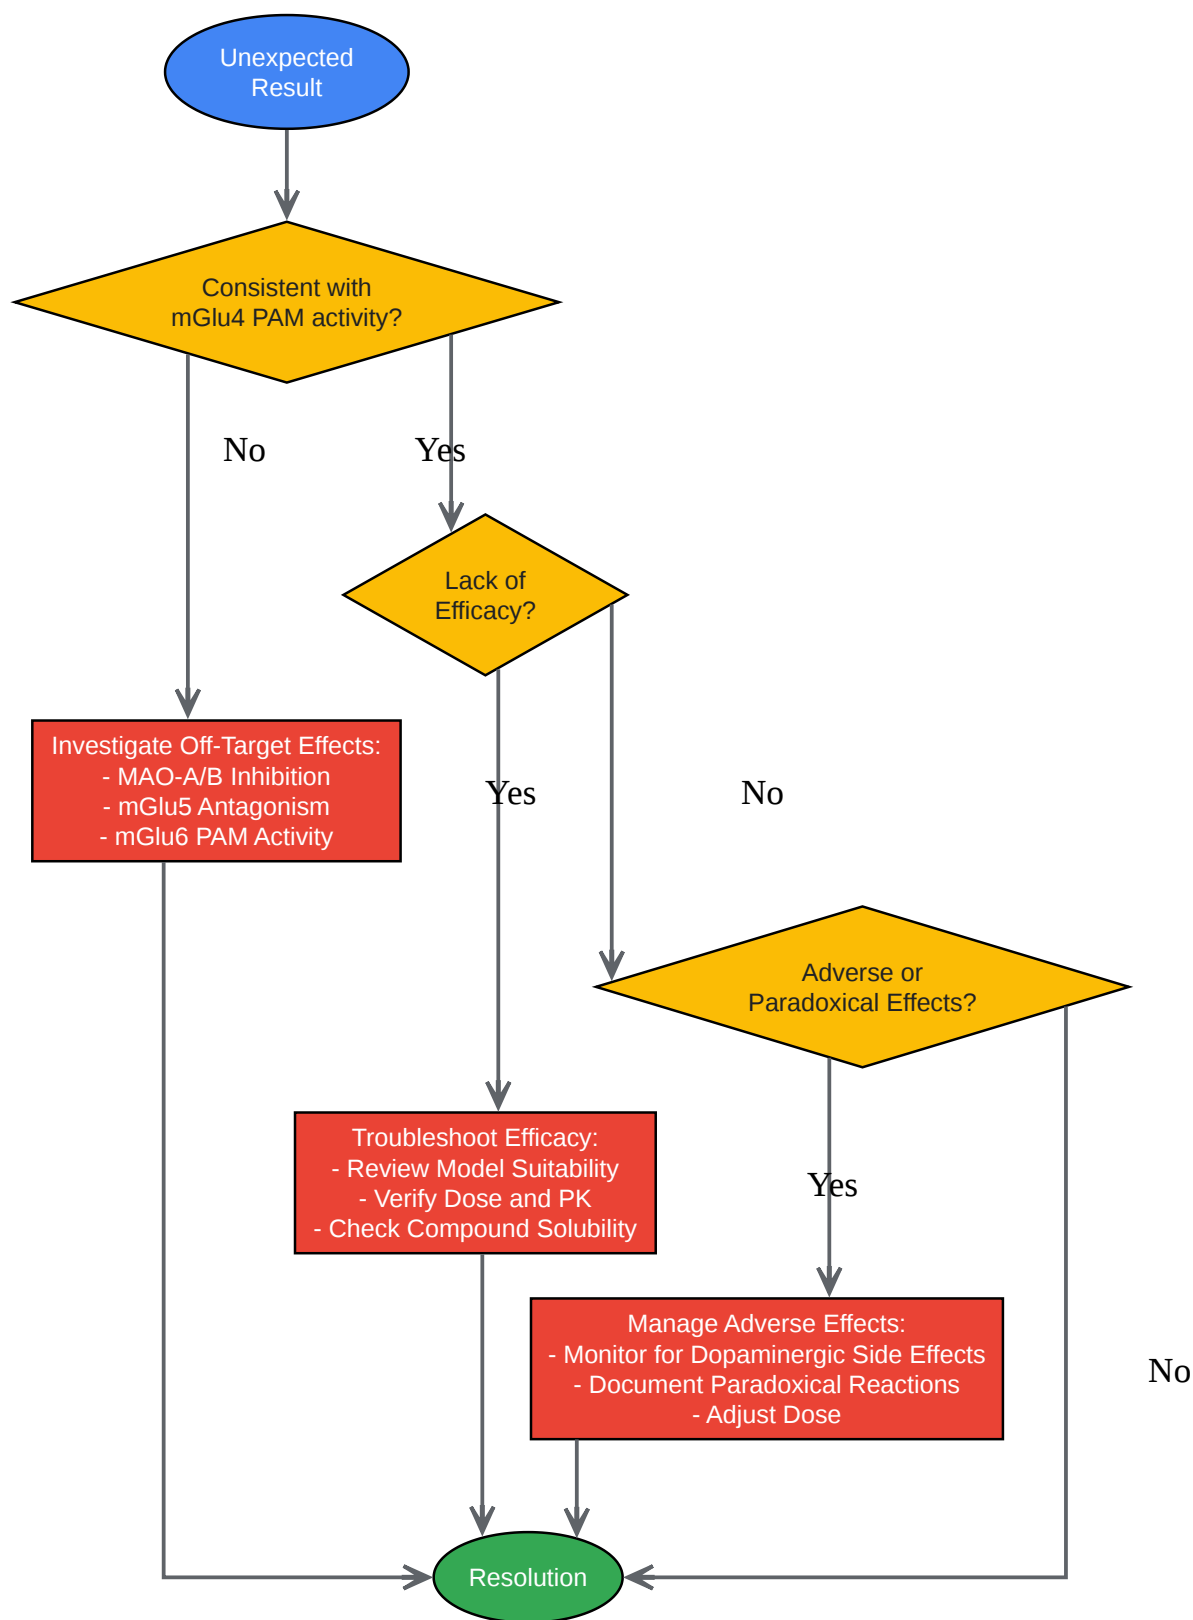 Unexpected
Result
Consistent with
mGlu4 PAM activity?
No
Yes
Lack of
Efficacy?
Investigate Off-Target Effects:
- MAO-A/B Inhibition
- mGlu5 Antagonism
- mGlu6 PAM Activity
Yes
No
Adverse or
Paradoxical Effects?
Troubleshoot Efficacy:
- Review Model Suitability
- Verify Dose and PK
- Check Compound Solubility
Yes
Manage Adverse Effects:
- Monitor for Dopaminergic Side Effects
- Document Paradoxical Reactions
- Adjust Dose
No
Resolution